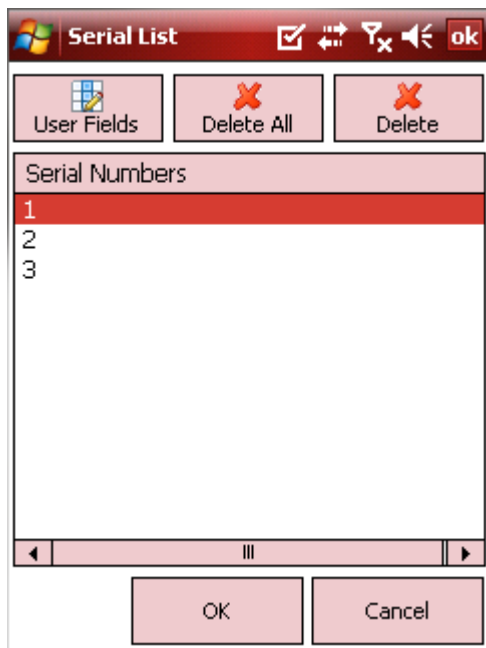 Serial List ok
User Fields Delete All Delete
Serial Numbers
1
2
3
OK Cancel